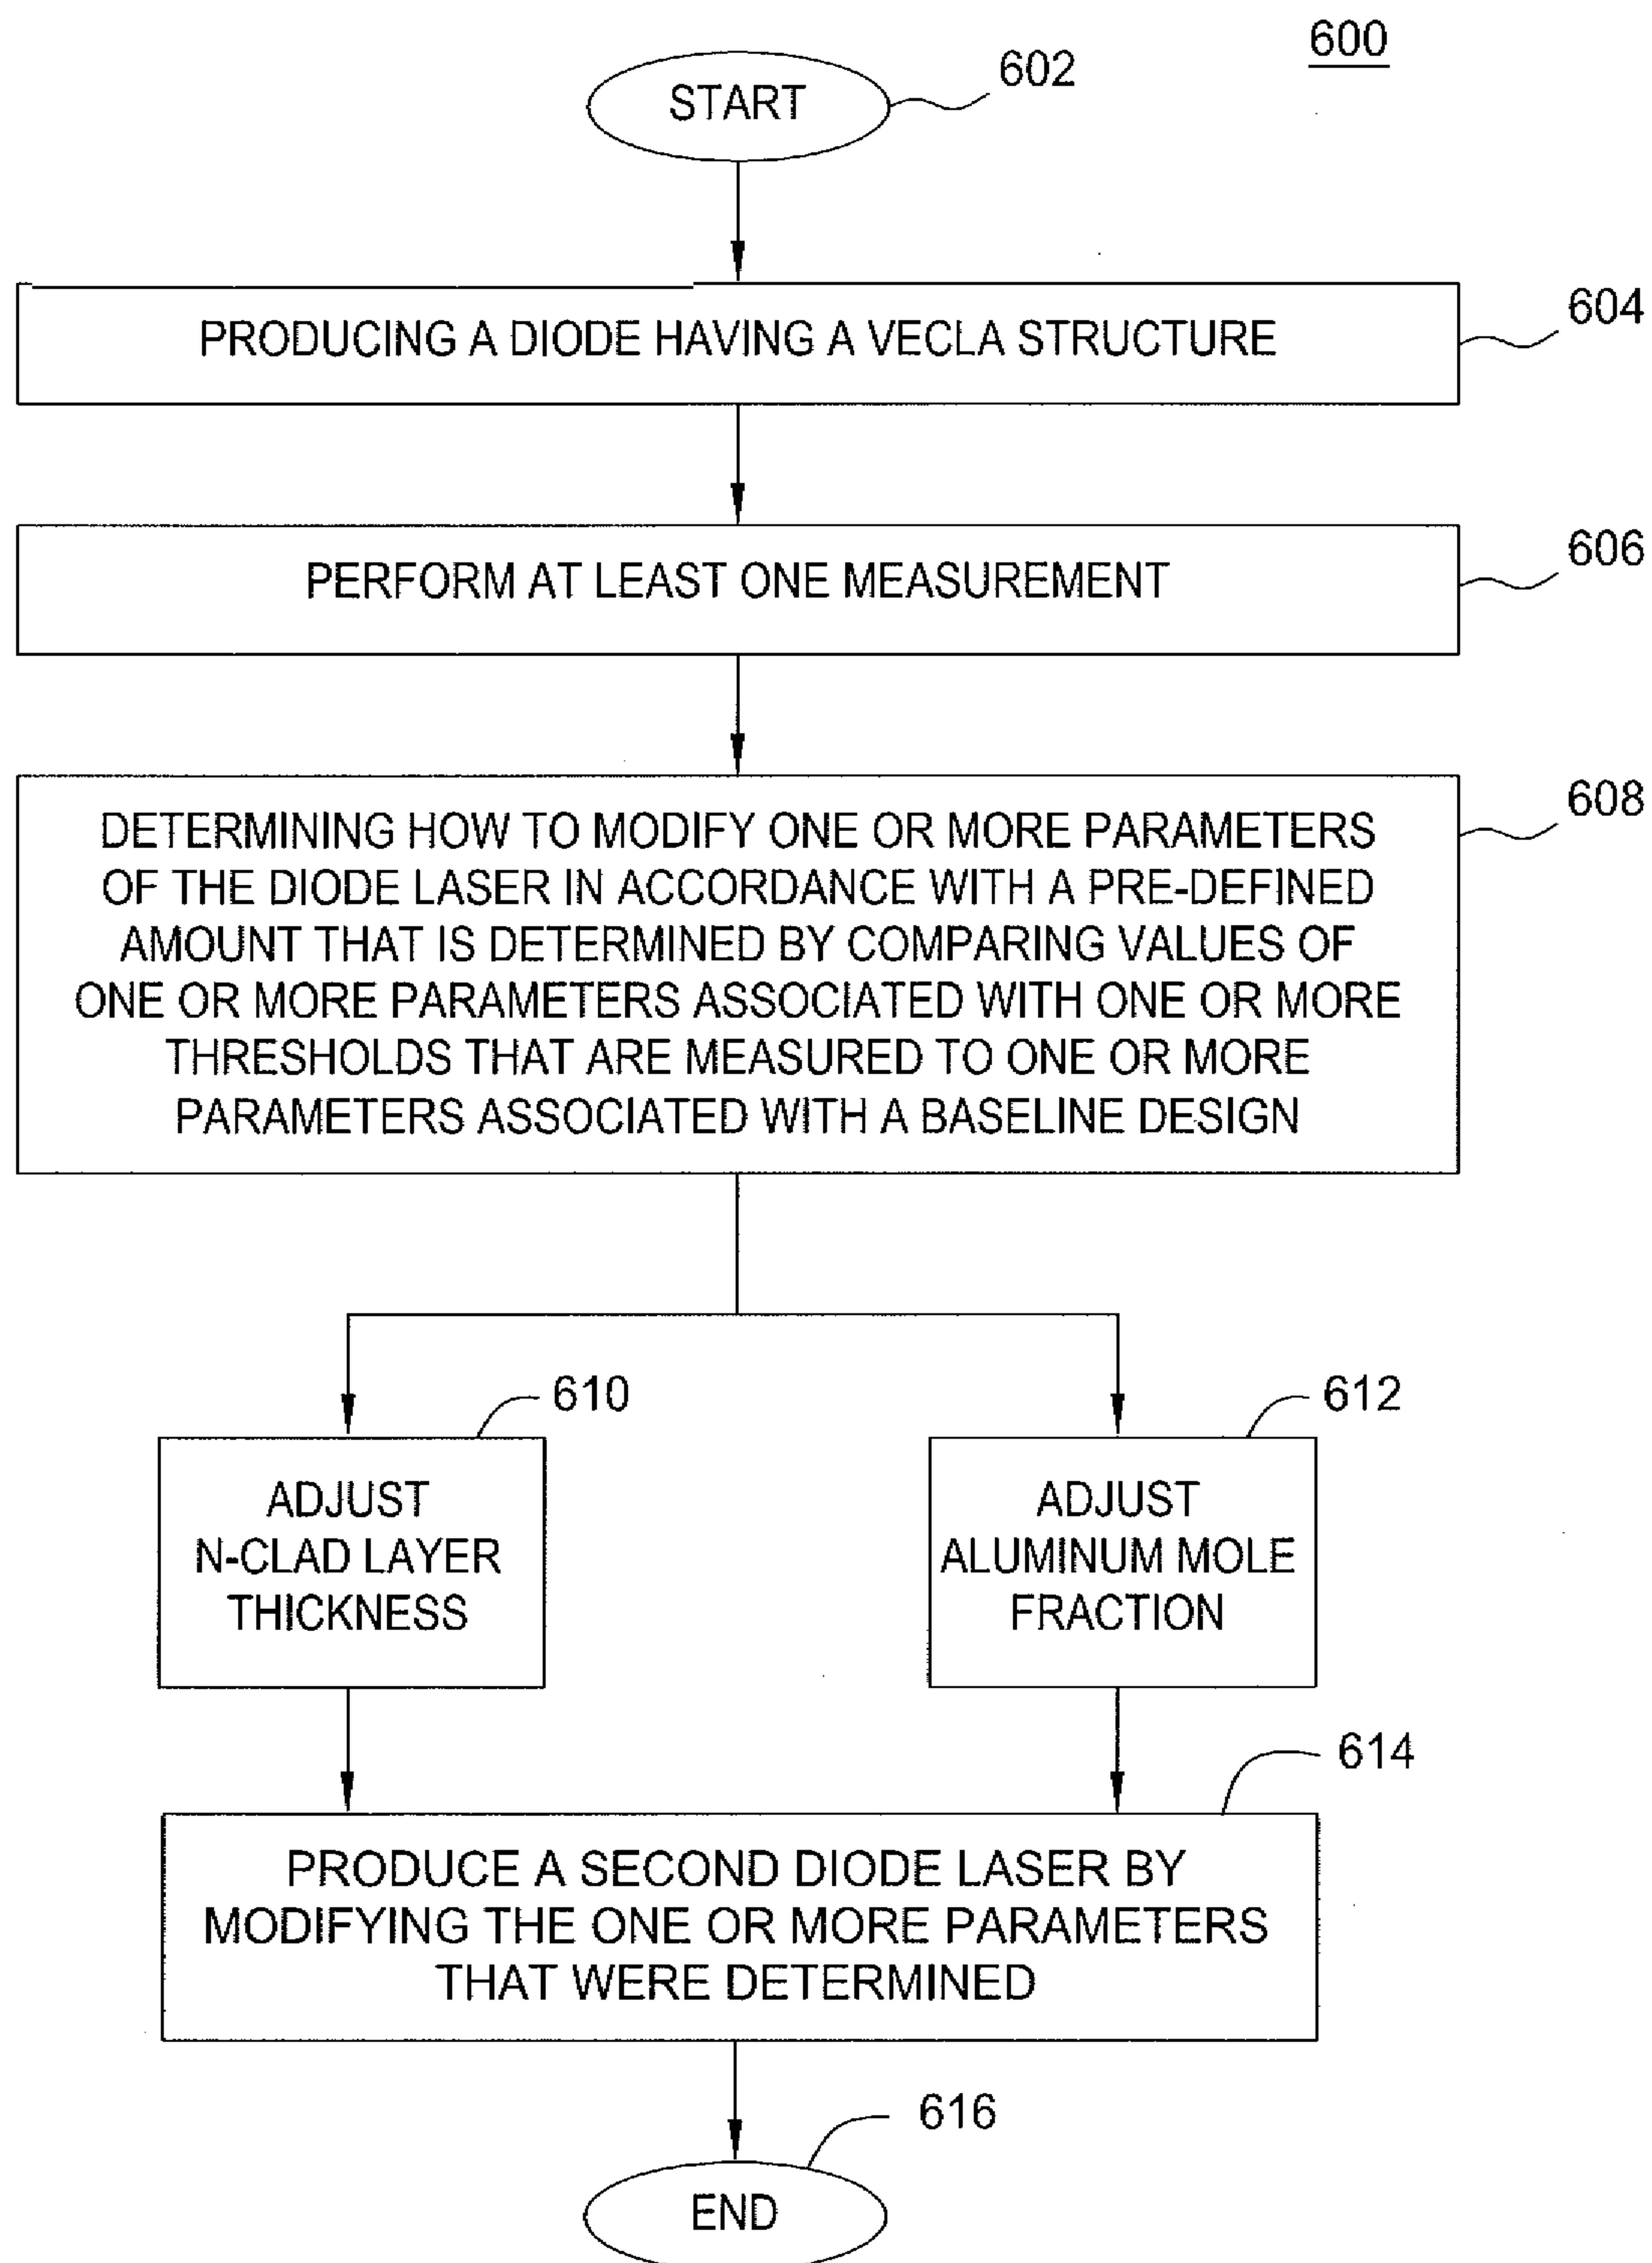 600
START
602
PRODUCING A DIODE HAVING A VECLA STRUCTURE
604
PERFORM AT LEAST ONE MEASUREMENT
606
DETERMINING HOW TO MODIFY ONE OR MORE PARAMETERS
OF THE DIODE LASER IN ACCORDANCE WITH A PRE-DEFINED
AMOUNT THAT IS DETERMINED BY COMPARING VALUES OF
ONE OR MORE PARAMETERS ASSOCIATED WITH ONE OR MORE
THRESHOLDS THAT ARE MEASURED TO ONE OR MORE
PARAMETERS ASSOCIATED WITH A BASELINE DESIGN
608
610
ADJUST
N-CLAD LAYER
THICKNESS
612
ADJUST
ALUMINUM MOLE
FRACTION
614
PRODUCE A SECOND DIODE LASER BY
MODIFYING THE ONE OR MORE PARAMETERS
THAT WERE DETERMINED
616
END